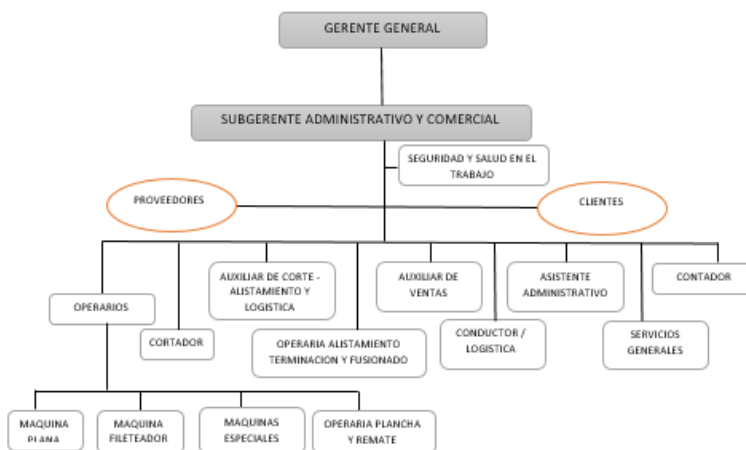 GERENTE GENERAL
SUBGERENTE ADMINISTRATIVO Y COMERCIAL
SEGURIDAD Y SALUD EN EL
TRABAJO
PROVEEDORES
CLIENTES
OPERARIOS
CORTADOR
AUXILIAR DE CORTE -
ALISTAMIENTO Y
LOGISTICA
OPERARIA ALISTAMIENTO
TERMINACION Y FUSIONADO
AUXILIAR DE
VENTAS
CONDUCTOR /
LOGISTICA
ASISTENTE
ADMINISTRATIVO
SERVICIOS
GENERALES
CONTADOR
MAQUINA
PLANA
MAQUINA
FILETEADOR
MAQUINAS
ESPECIALES
OPERARIA PLANCHA
Y REMATE